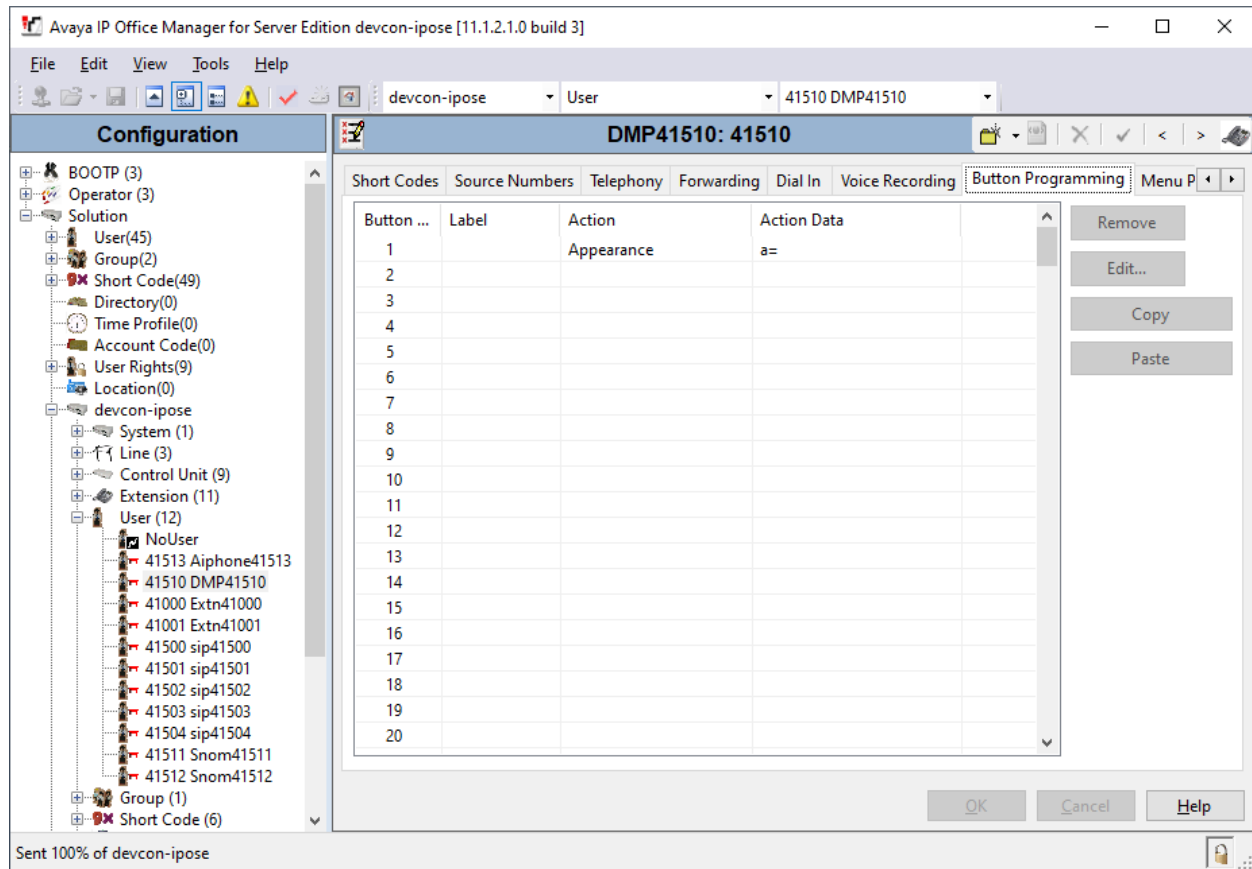 Avaya IP Office Manager for Server Edition devcon-ipose [11.1.2.1.0 build 3]
File Edit View Tools Help
devcon-ipose User 41510 DMP41510
Configuration
BOOTP (3)
Operator (3)
Solution
User(45)
Group(2)
Short Code(49)
Directory(0)
Time Profile(0)
Account Code(0)
User Rights(9)
Location(0)
devcon-ipose
System (1)
Line (3)
Control Unit (9)
Extension (11)
User (12)
NoUser
41513 Aiphone41513
41510 DMP41510
41000 Extn41000
41001 Extn41001
41500 sip41500
41501 sip41501
41502 sip41502
41503 sip41503
41504 sip41504
41511 Snom41511
41512 Snom41512
Group (1)
Short Code (6)
DMP41510: 41510
Short Codes Source Numbers Telephony Forwarding Dial In Voice Recording Button Programming Menu P
Button ... Label Action Action Data
1 Appearance a=
2
3
4
5
6
7
8
9
10
11
12
13
14
15
16
17
18
19
20
Remove
Edit...
Copy
Paste
OK Cancel Help
Sent 100% of devcon-ipose